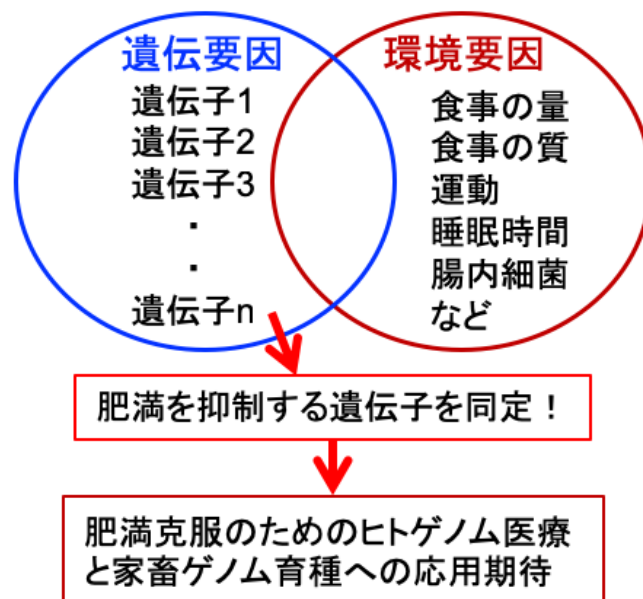 遺伝要因
遺伝子1
遺伝子2
遺伝子3
・
・
遺伝子n
環境要因
食事の量
食事の質
運動
睡眠時間
腸内細菌
など
肥満を抑制する遺伝子を同定！
肥満克服のためのヒトゲノム医療
と家畜ゲノム育種への応用期待